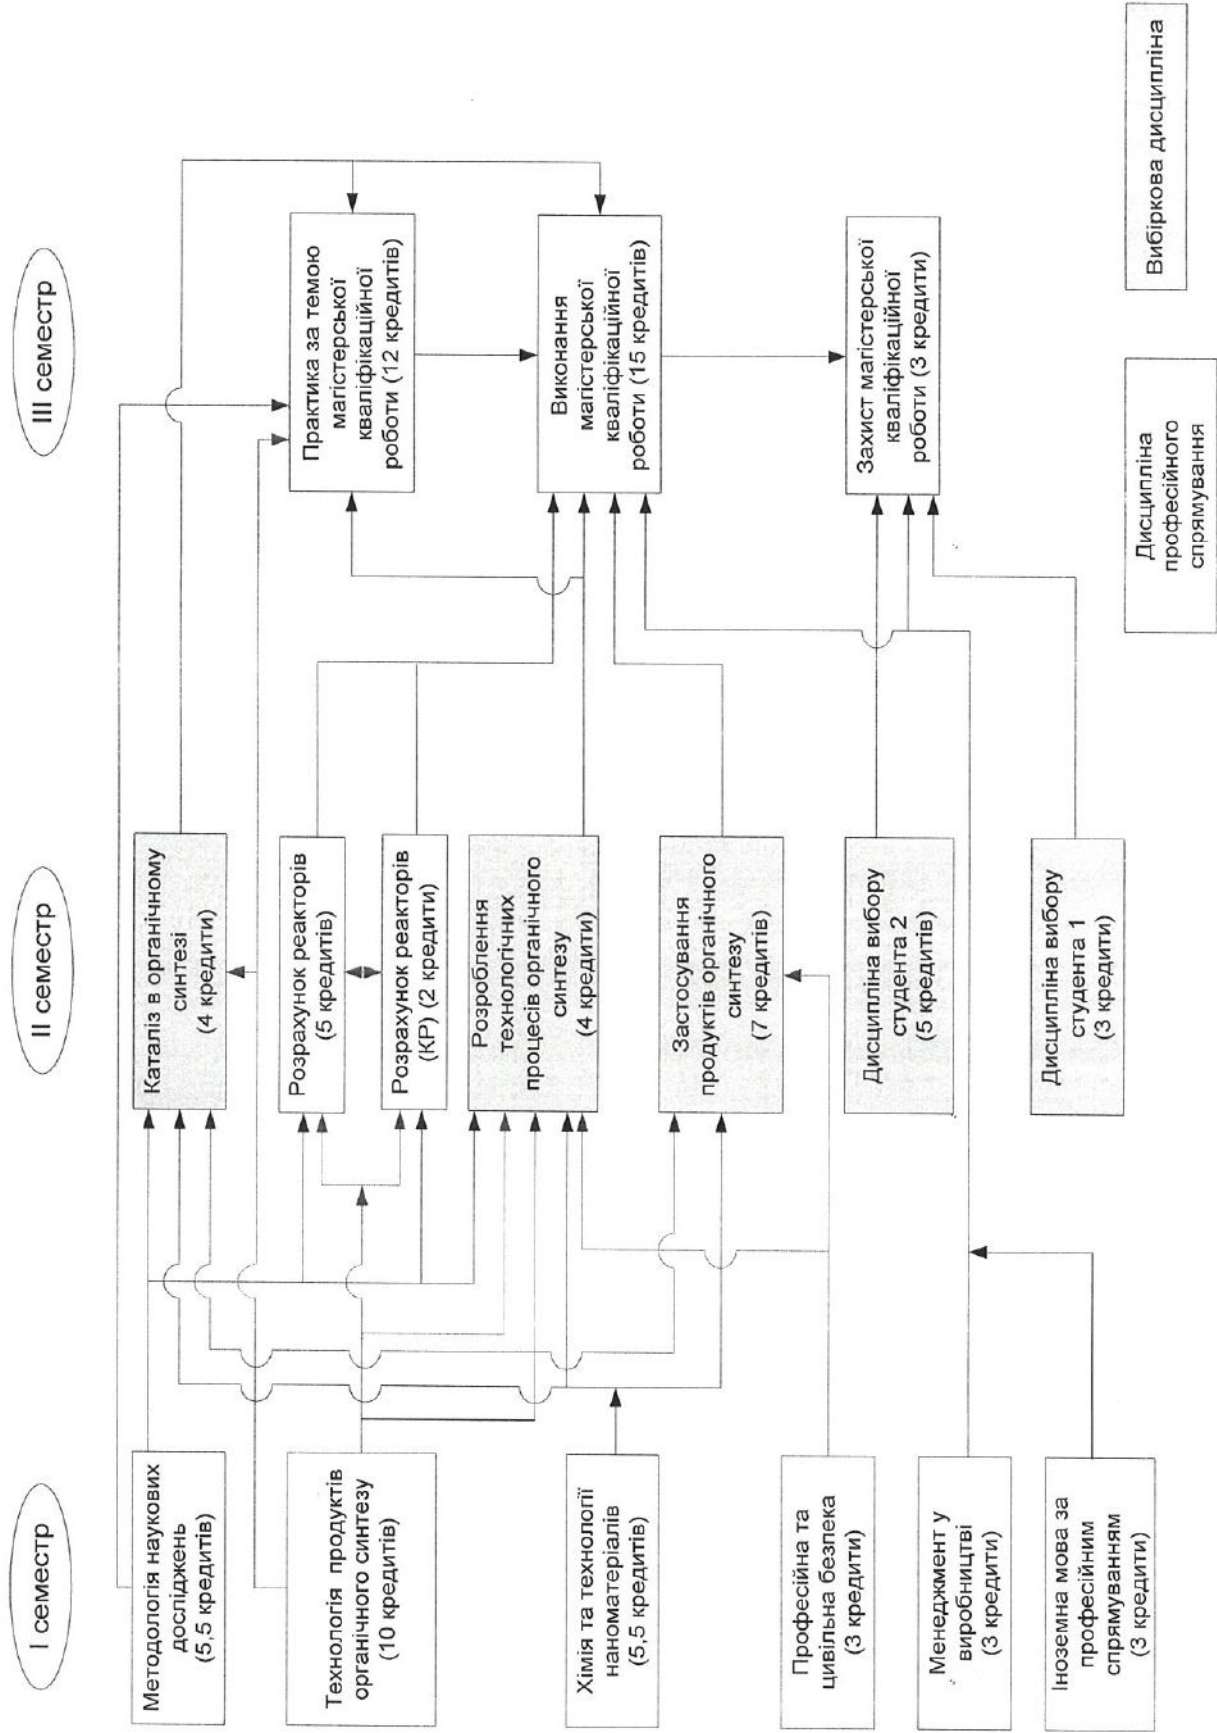 I семестр
Методологія наукових
досліджень
(5,5 кредитів)
Технологія продуктів
органічного синтезу
(10 кредитів)
Хімія та технології
наноматеріалів
(5,5 кредитів)
Професійна та
цивільна безпека
(3 кредити)
Менеджмент у
виробництві
(3 кредити)
Іноземна мова за
професійним
спрямуванням
(3 кредити)
II семестр
Каталіз в органічному
синтезі
(4 кредити)
Розрахунок реакторів
(5 кредитів)
Розрахунок реакторів
(КР) (2 кредити)
Розроблення
технологічних
процесів органічного
синтезу
(4 кредити)
Застосування
продуктів органічного
синтезу
(7 кредитів)
Дисципліна вибору
студента 2
(5 кредитів)
Дисципліна вибору
студента 1
(3 кредити)
III семестр
Практика за темою
магістерської
кваліфікаційної
роботи (12 кредитів)
Виконання
магістерської
кваліфікаційної
роботи (15 кредитів)
Захист магістерської
кваліфікаційної
роботи (3 кредити)
Дисципліна
професійного
спрямування
Вибіркова дисципліна